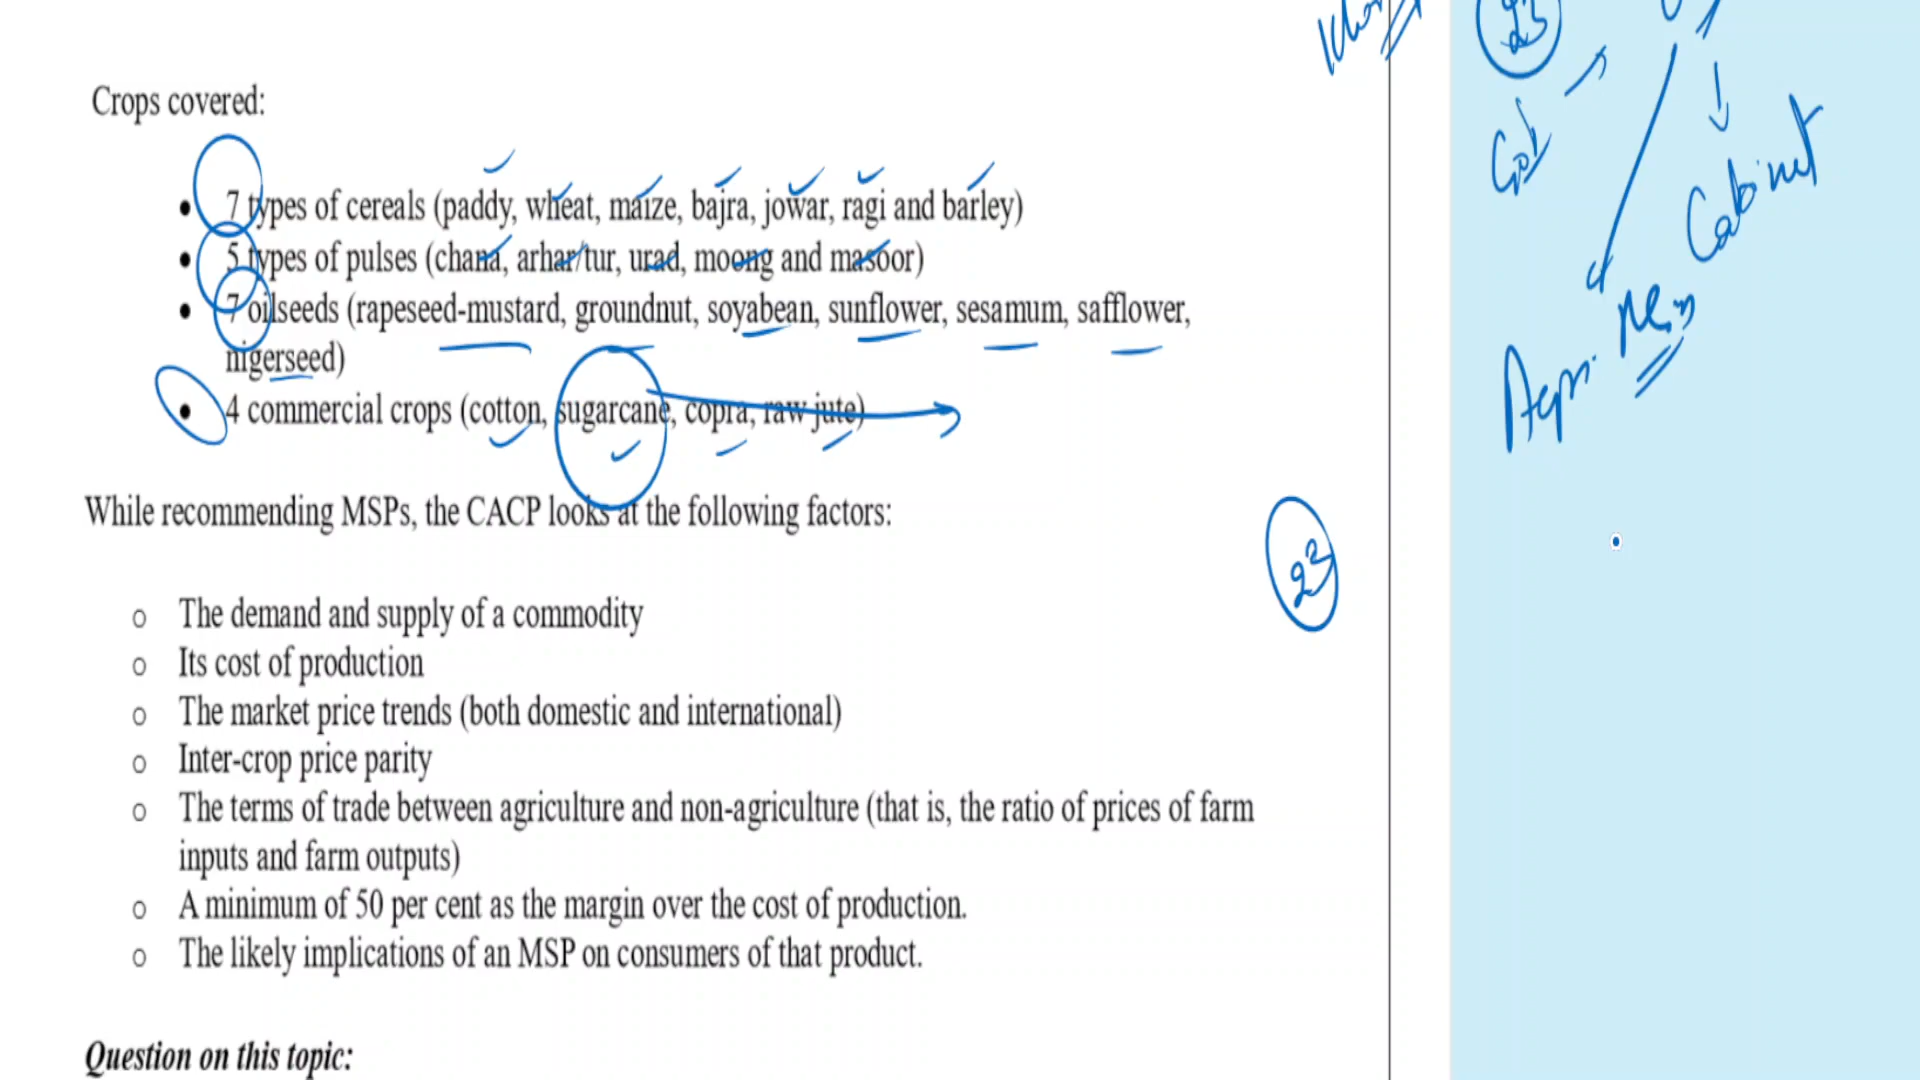 Crops covered:
• 7 types of cereals (paddy, wheat, maize, bajra, jowar, ragi and barley)
• 5 types of pulses (chana, arhar/tur, urad, moong and masoor)
• 7 oilseeds (rapeseed-mustard, groundnut, soyabean, sunflower, sesamum, safflower,
nigerseed)
• 4 commercial crops (cotton, sugarcane, copra, raw jute)
While recommending MSPs, the CACP looks at the following factors:
o The demand and supply of a commodity
o Its cost of production
o The market price trends (both domestic and international)
o Inter-crop price parity
o The terms of trade between agriculture and non-agriculture (that is, the ratio of prices of farm
inputs and farm outputs)
o A minimum of 50 per cent as the margin over the cost of production.
o The likely implications of an MSP on consumers of that product.
Question on this topic:
23
GoI
Cabinet
Agri.
22